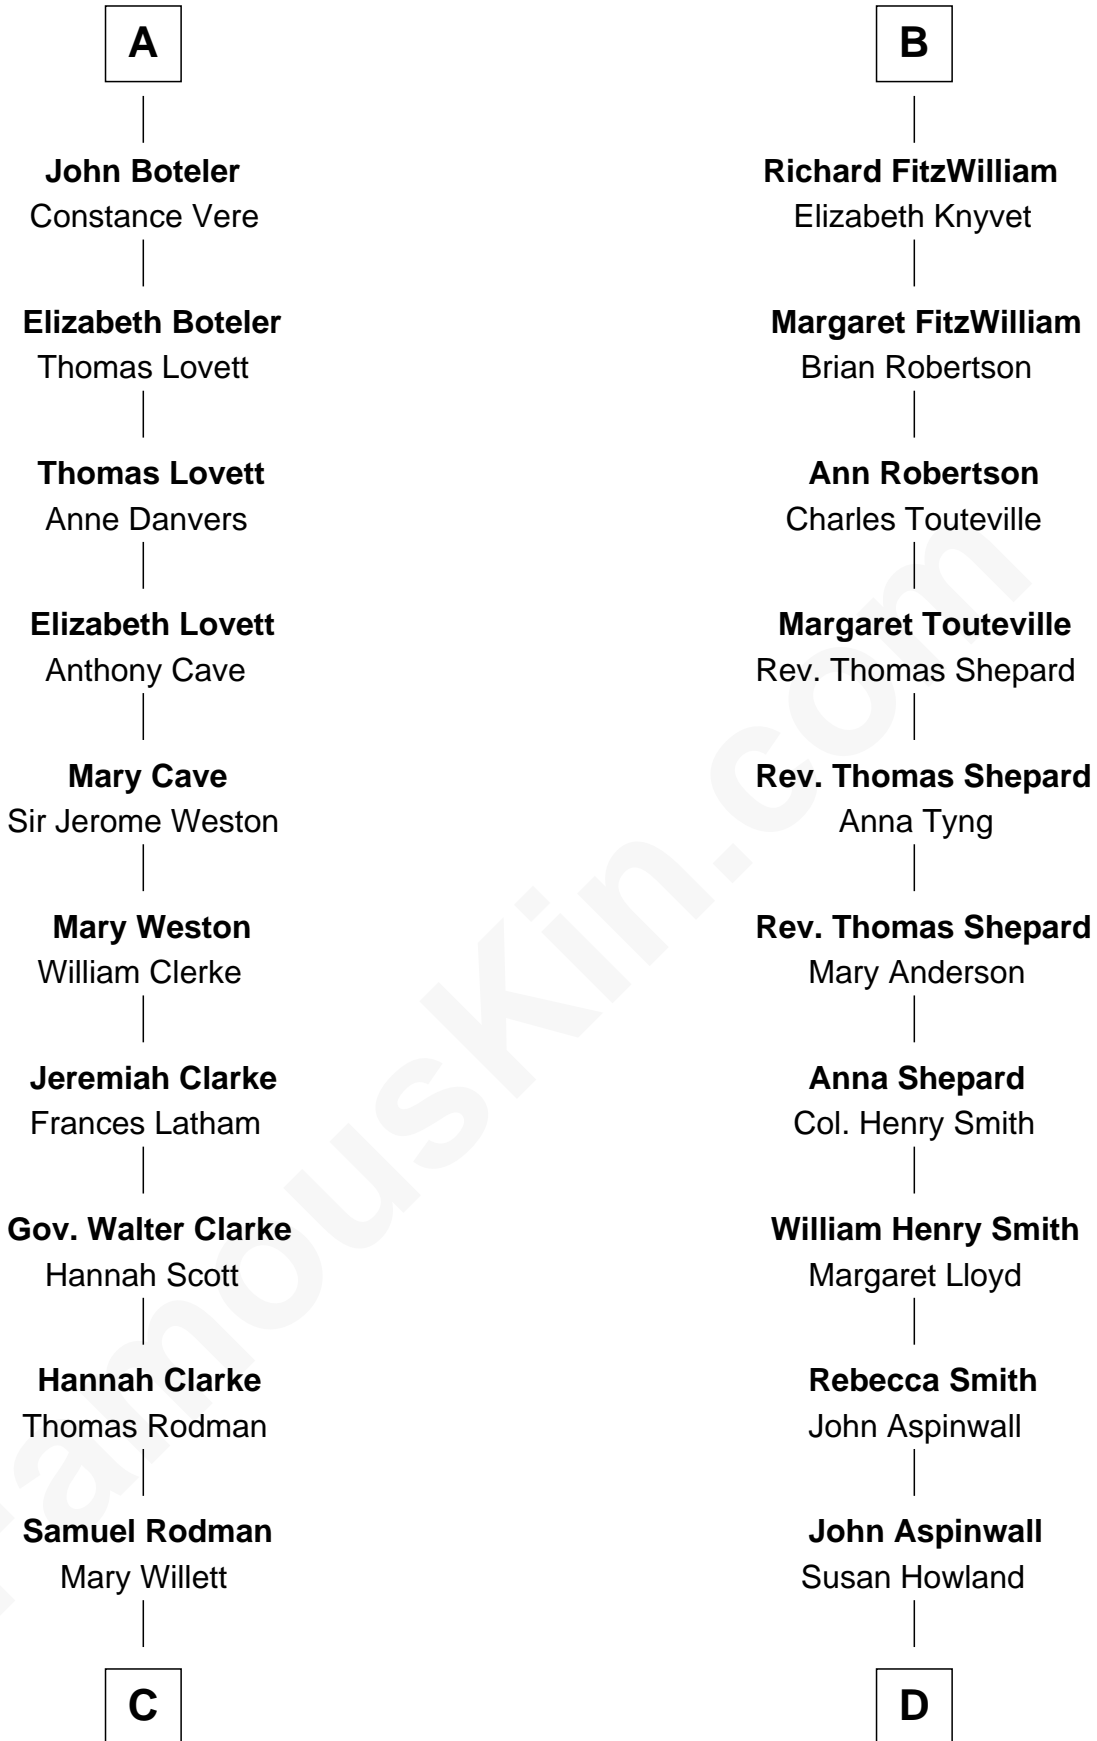 A
John Boteler
Constance Vere
Elizabeth Boteler
Thomas Lovett
Thomas Lovett
Anne Danvers
Elizabeth Lovett
Anthony Cave
Mary Cave
Sir Jerome Weston
Mary Weston
William Clerke
Jeremiah Clarke
Frances Latham
Gov. Walter Clarke
Hannah Scott
Hannah Clarke
Thomas Rodman
Samuel Rodman
Mary Willett
C
B
Richard FitzWilliam
Elizabeth Knyvet
Margaret FitzWilliam
Brian Robertson
Ann Robertson
Charles Touteville
Margaret Touteville
Rev. Thomas Shepard
Rev. Thomas Shepard
Anna Tyng
Rev. Thomas Shepard
Mary Anderson
Anna Shepard
Col. Henry Smith
William Henry Smith
Margaret Lloyd
Rebecca Smith
John Aspinwall
John Aspinwall
Susan Howland
D
FamousKin.com